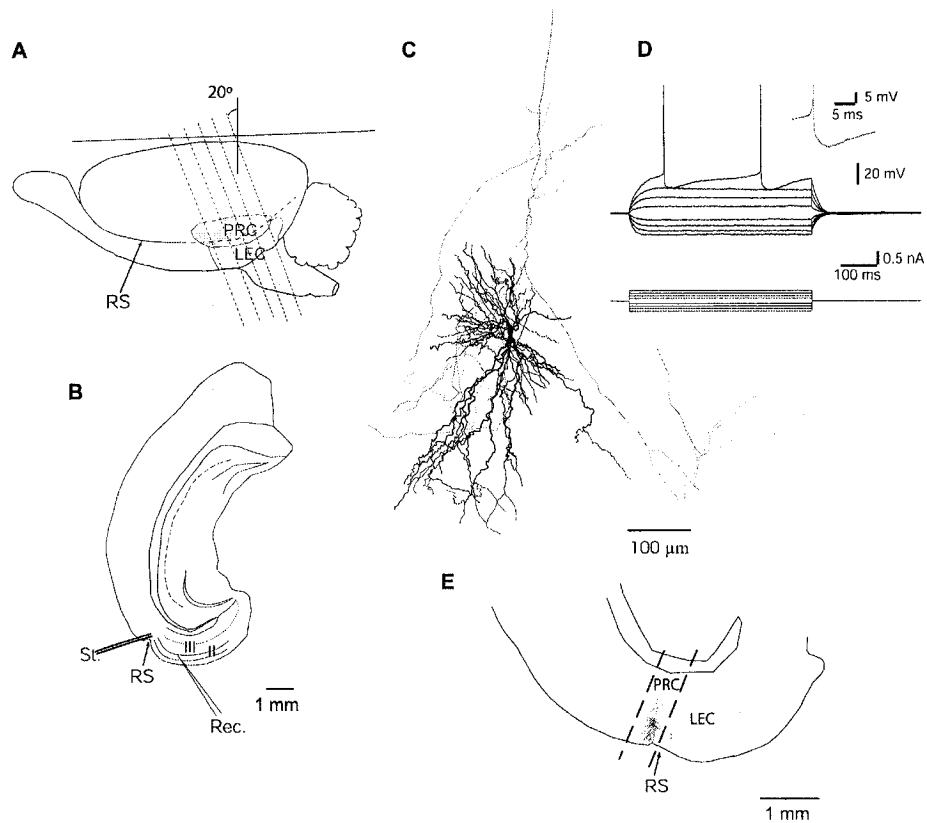 A
20º
PRC
LEC
RS
B
St.
RS
III
II
Rec.
1 mm
C
100 µm
D
5 mV
5 ms
20 mV
0.5 nA
100 ms
E
PRC
LEC
RS
1 mm